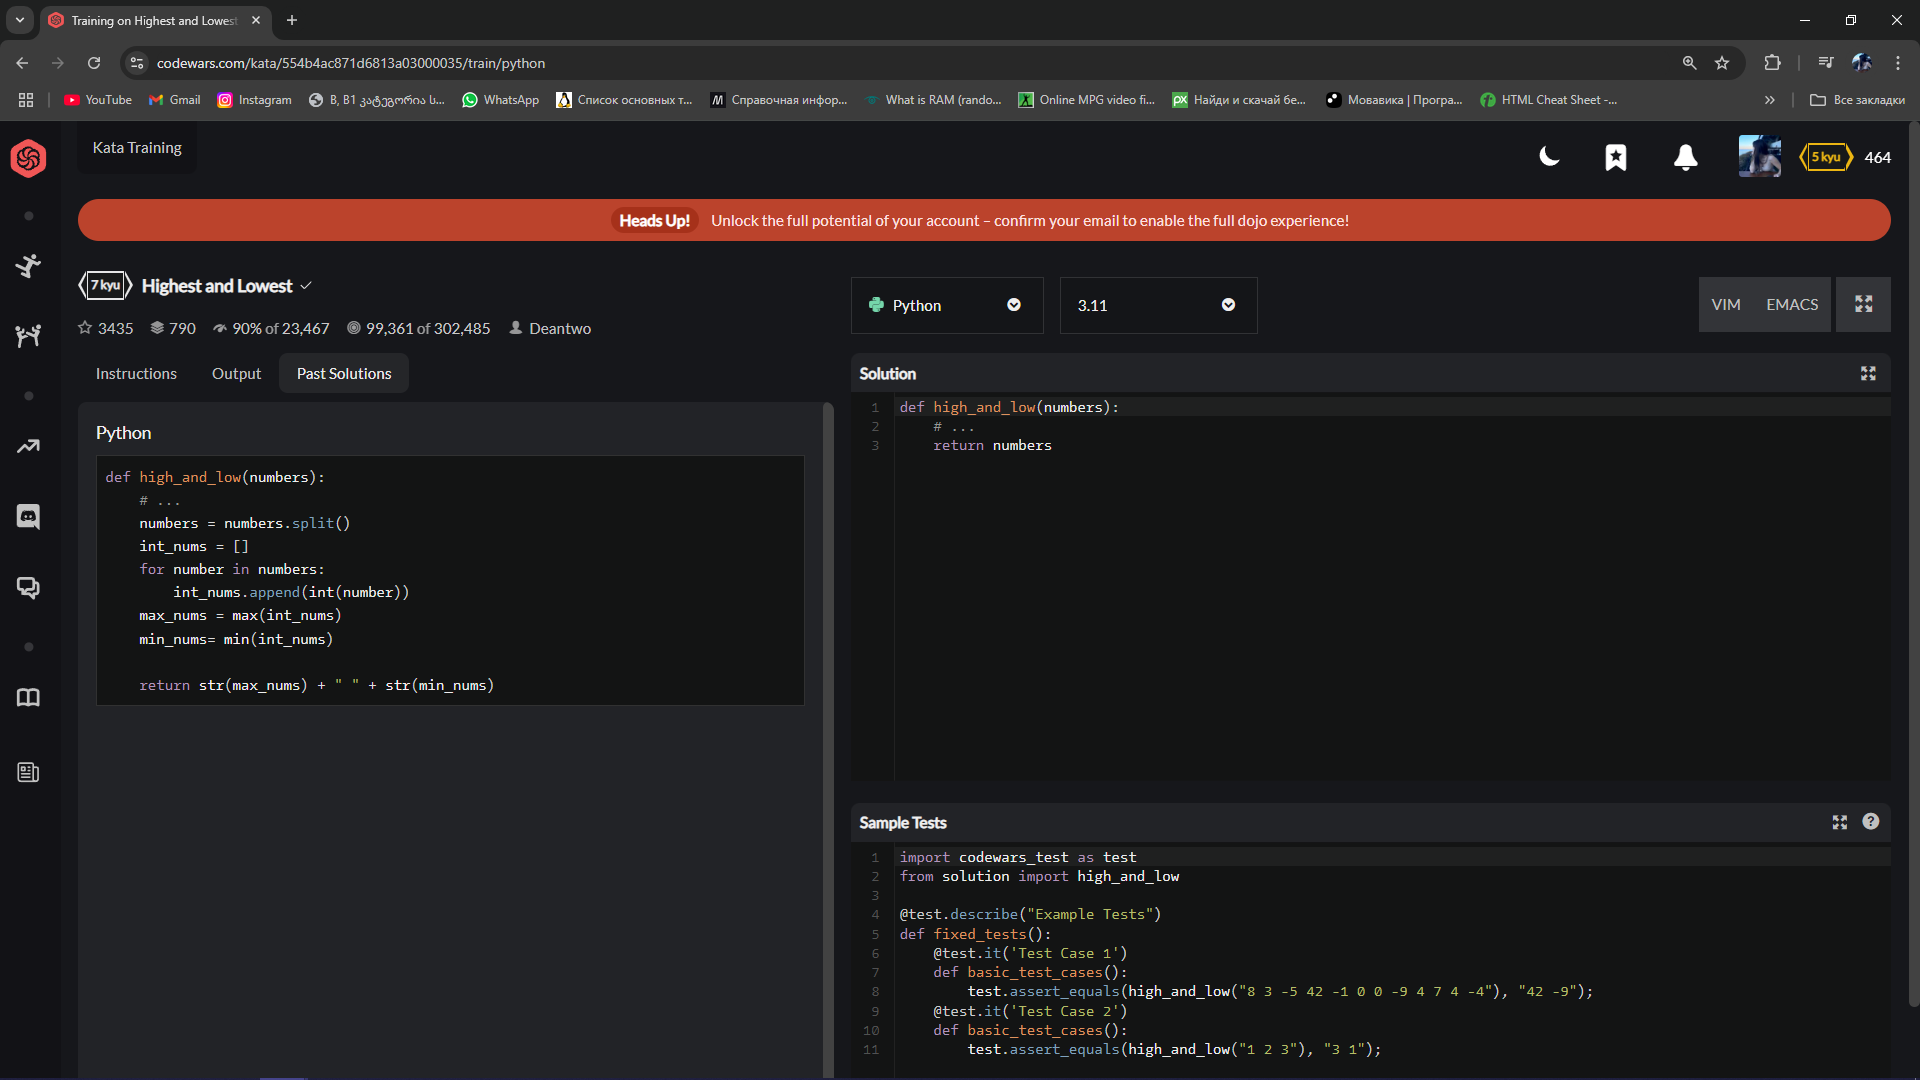 Training on Highest and Lowest
codewars.com/kata/554b4ac871d6813a03000035/train/python
YouTube
Gmail
Instagram
B, B1 კატეგორია ს...
WhatsApp
Список основных т...
Справочная инфор...
What is RAM (rando...
Online MPG video fi...
Найди и скачай бе...
Мовавика | Програ...
HTML Cheat Sheet -...
Все закладки
Kata Training
5 kyu
464
Heads Up! Unlock the full potential of your account – confirm your email to enable the full dojo experience!
7 kyu Highest and Lowest
3435 790 90% of 23,467 99,361 of 302,485 Deantwo
Instructions
Output
Past Solutions
Python
def high_and_low(numbers):
    # ...
    numbers = numbers.split()
    int_nums = []
    for number in numbers:
        int_nums.append(int(number))
    max_nums = max(int_nums)
    min_nums= min(int_nums)
    return str(max_nums) + " " + str(min_nums)
Python
3.11
VIM
EMACS
Solution
1 def high_and_low(numbers):
2     # ...
3     return numbers
Sample Tests
1 import codewars_test as test
2 from solution import high_and_low
3
4 @test.describe("Example Tests")
5 def fixed_tests():
6     @test.it('Test Case 1')
7     def basic_test_cases():
8         test.assert_equals(high_and_low("8 3 -5 42 -1 0 0 -9 4 7 4 -4"), "42 -9");
9     @test.it('Test Case 2')
10     def basic_test_cases():
11         test.assert_equals(high_and_low("1 2 3"), "3 1");